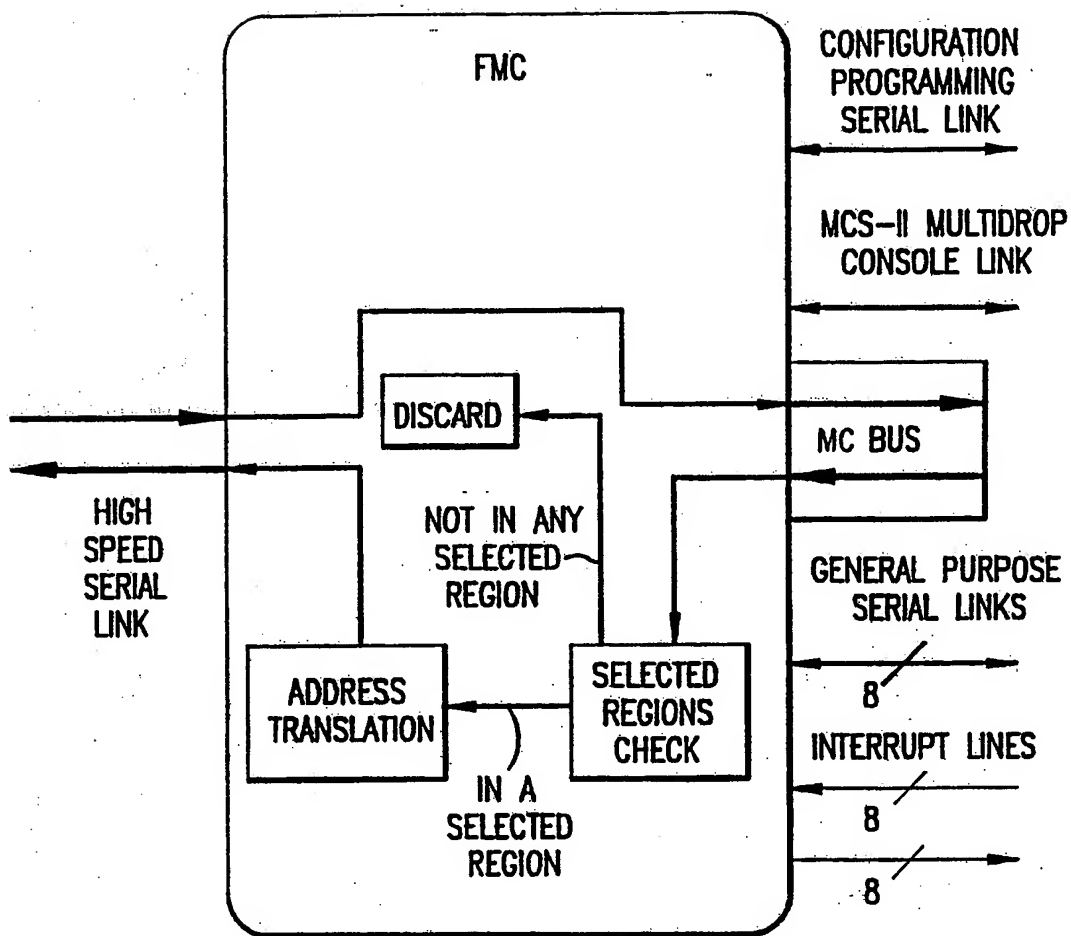 FMC
CONFIGURATION
PROGRAMMING
SERIAL LINK
MCS-II MULTIDROP
CONSOLE LINK
DISCARD
MC BUS
HIGH
SPEED
SERIAL
LINK
NOT IN ANY
SELECTED
REGION
GENERAL PURPOSE
SERIAL LINKS
8
ADDRESS
TRANSLATION
SELECTED
REGIONS
CHECK
IN A
SELECTED
REGION
INTERRUPT LINES
8
8